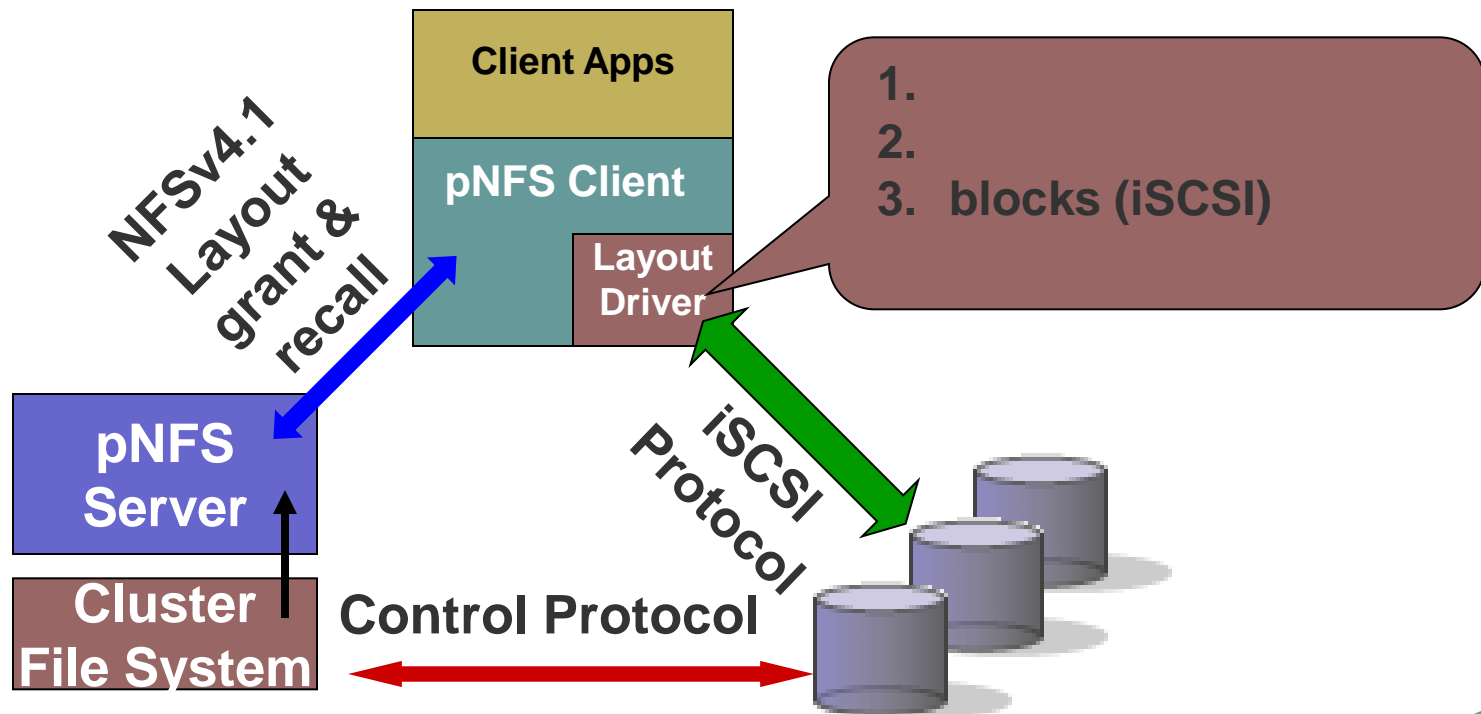 Client Apps
pNFS Client
Layout
Driver
1.
2.
3. blocks (iSCSI)
NFSv4.1
Layout
grant &
recall
pNFS
Server
iSCSI
Protocol
Cluster
File System
Control Protocol